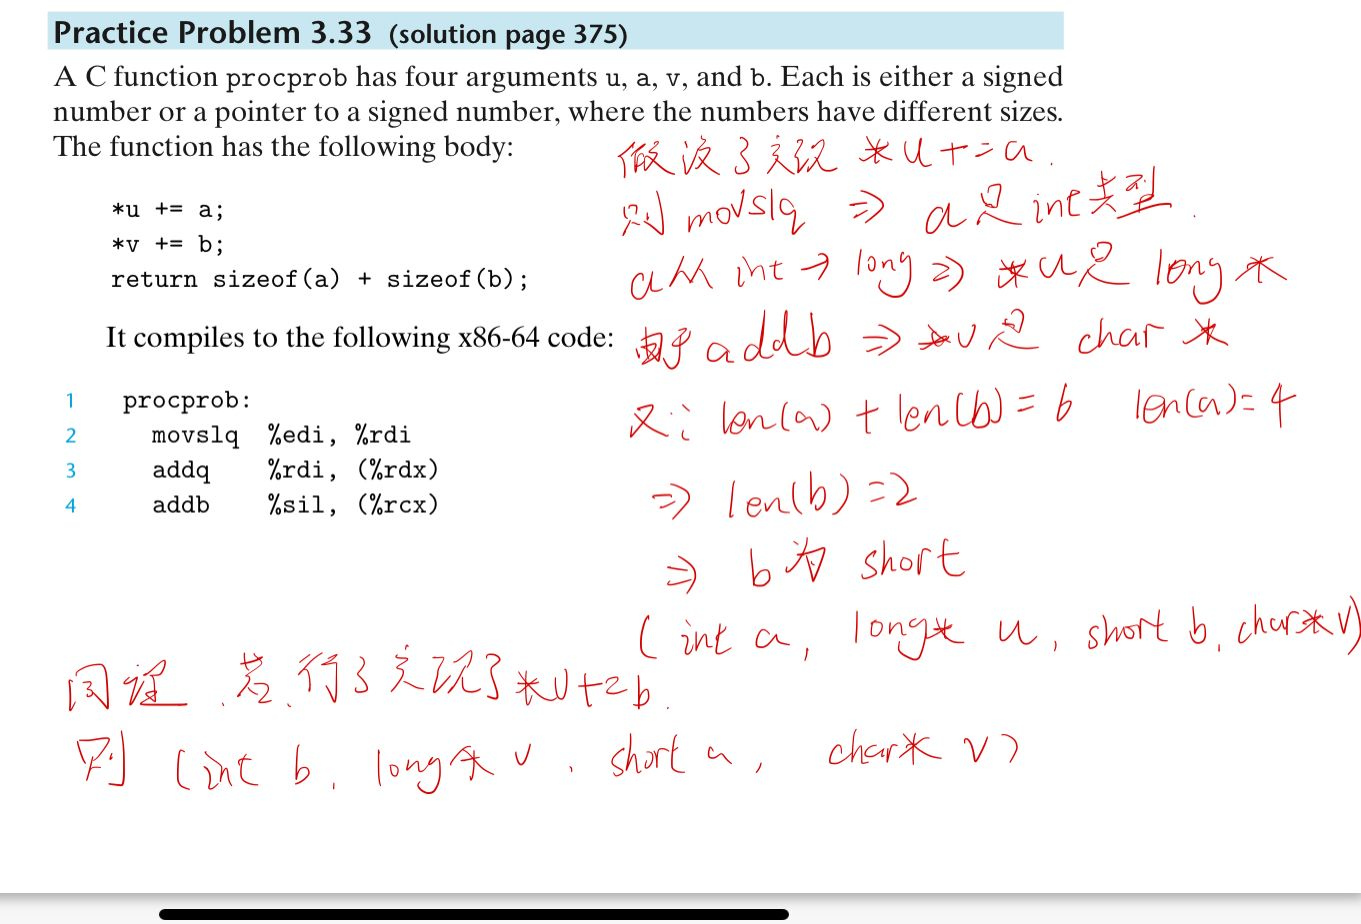 Practice Problem 3.33 (solution page 375)
A C function procprob has four arguments u, a, v, and b. Each is either a signed
number or a pointer to a signed number, where the numbers have different sizes.
The function has the following body:
*u += a;
*v += b;
return sizeof(a) + sizeof(b);
It compiles to the following x86-64 code:
1 procprob:
2 movslq %edi, %rdi
3 addq %rdi, (%rdx)
4 addb %sil, (%rcx)
假设 3 实现 *u+=a.
则 movslq ⇒ a是 int类型.
a从 int → long ⇒ *u是 long *
由于 addb ⇒ *v是 char *
又∵ len(a) + len(b) = 6 len(a)=4
⇒ len(b)=2
⇒ b为 short
(int a, long* u, short b, char* v)
同理, 若行3实现了*v+=b.
则 (int b, long* v, short a, char* v)